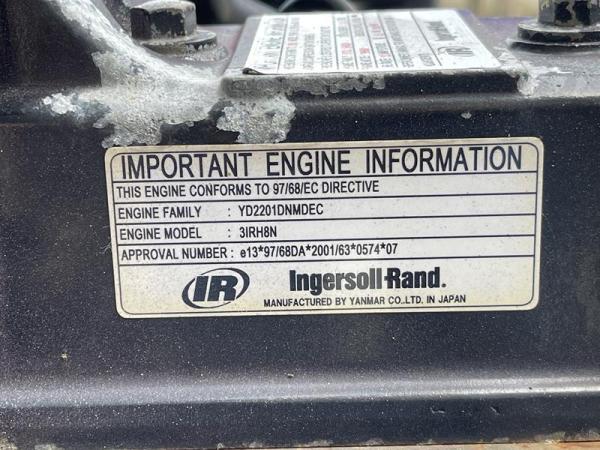 IMPORTANT ENGINE INFORMATION
THIS ENGINE CONFORMS TO 97/68/EC DIRECTIVE
ENGINE FAMILY : YD2201DNMDEC
ENGINE MODEL : 3IRH8N
APPROVAL NUMBER : e13*97/68DA*2001/63*0574*07
IR Ingersoll-Rand.
MANUFACTURED BY YANMAR CO.,LTD. IN JAPAN